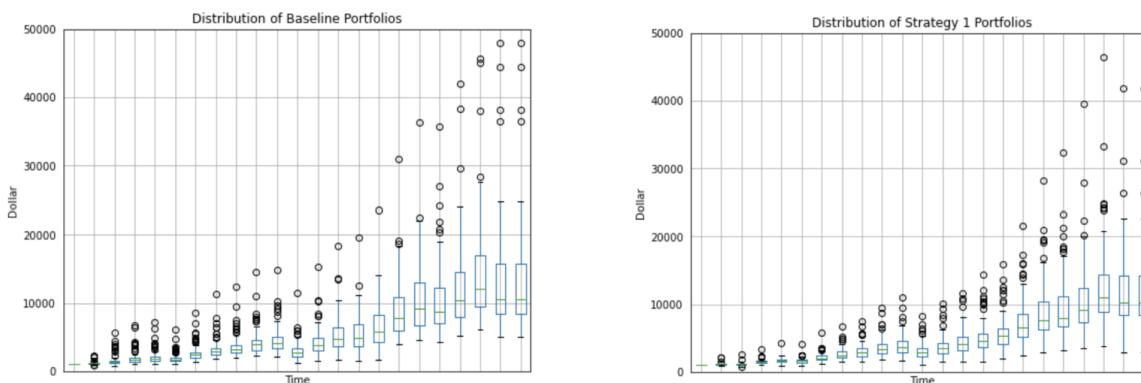 Distribution of Baseline Portfolios
50000
40000
30000
20000
10000
0
Dollar
Time
Distribution of Strategy 1 Portfolios
50000
40000
30000
20000
10000
0
Dollar
Time